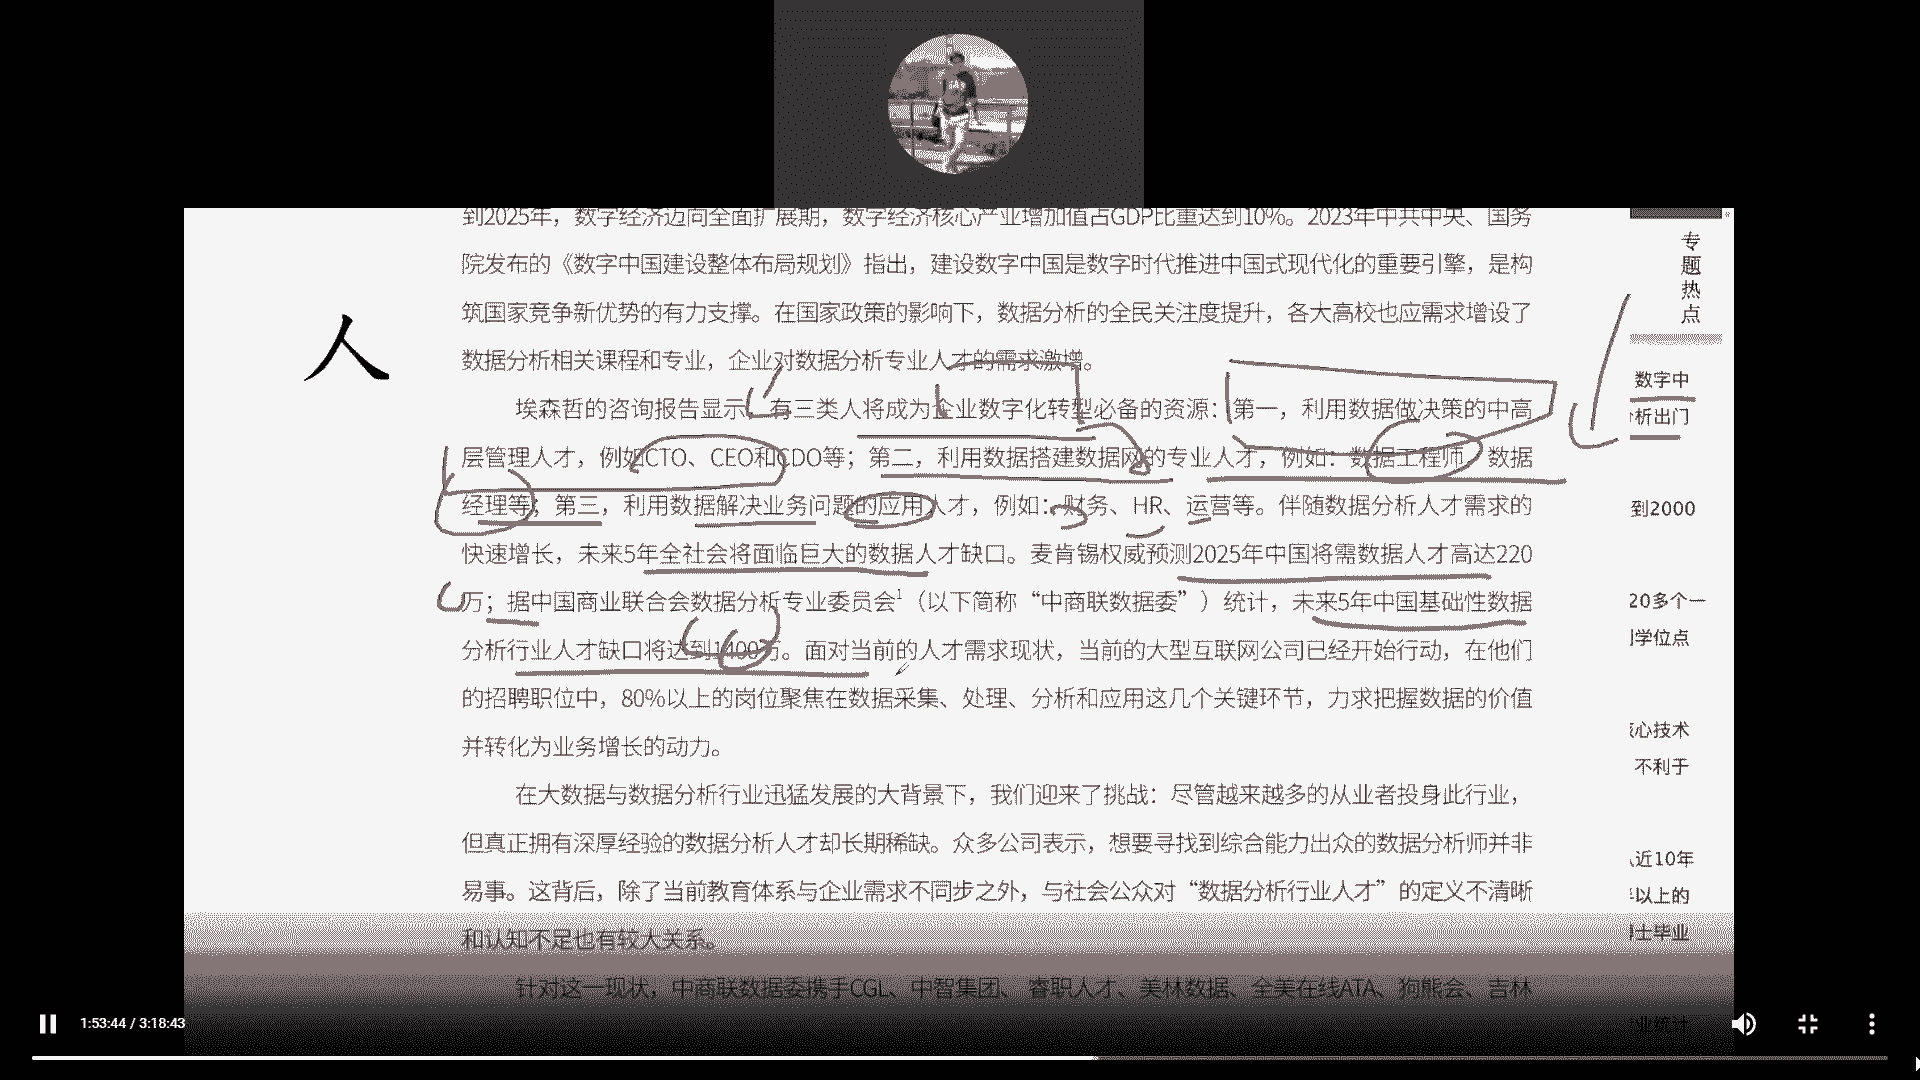 到2025年，数字经济迈向全面扩展期，数字经济核心产业增加值占GDP比重达到10%。2023年中共中央、国务
院发布的《数字中国建设整体布局规划》指出，建设数字中国是数字时代推进中国式现代化的重要引擎，是构
筑国家竞争新优势的有力支撑。在国家政策的影响下，数据分析的全民关注度提升，各大高校也应需求增设了
数据分析相关课程和专业，企业对数据分析专业人才的需求激增。
埃森哲的咨询报告显示，有三类人将成为企业数字化转型必备的资源：第一，利用数据做决策的中高
层管理人才，例如CTO、CEO和CDO等；第二，利用数据搭建数据网的专业人才，例如：数据工程师、数据
经理等；第三，利用数据解决业务问题的应用人才，例如：财务、HR、运营等。伴随数据分析人才需求的
快速增长，未来5年全社会将面临巨大的数据人才缺口。麦肯锡权威预测2025年中国将需数据人才高达220
万；据中国商业联合会数据分析专业委员会1（以下简称“中商联数据委”）统计，未来5年中国基础性数据
分析行业人才缺口将达到1400万。面对当前的人才需求现状，当前的大型互联网公司已经开始行动，在他们
的招聘职位中，80%以上的岗位聚焦在数据采集、处理、分析和应用这几个关键环节，力求把握数据的价值
并转化为业务增长的动力。
在大数据与数据分析行业迅猛发展的大背景下，我们迎来了挑战：尽管越来越多的从业者投身此行业，
但真正拥有深厚经验的数据分析人才却长期稀缺。众多公司表示，想要寻找到综合能力出众的数据分析师并非
易事。这背后，除了当前教育体系与企业需求不同步之外，与社会公众对“数据分析行业人才”的定义不清晰
和认知不足也有较大关系。
针对这一现状，中商联数据委携手CGL、中智集团、睿职人才、美林数据、全美在线ATA、狗熊会、吉林
人
专题热点
数字中
析出门
到2000
20多个一
学位点
心技术
不利于
近10年
以上的
士毕业
业统计
1:53:44 / 3:18:43